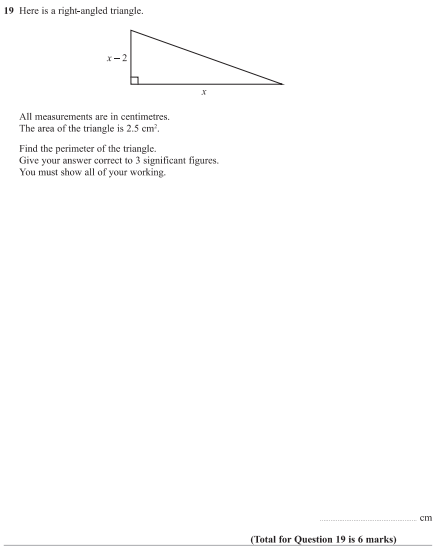 19 Here is a right-angled triangle.
x – 2
x
All measurements are in centimetres.
The area of the triangle is 2.5 cm².
Find the perimeter of the triangle.
Give your answer correct to 3 significant figures.
You must show all of your working.
.......................................... cm
(Total for Question 19 is 6 marks)